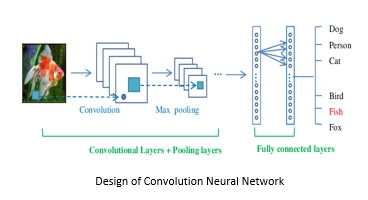 Dog
Person
Cat
Bird
Fish
Fox
Convolution
Max pooling
Convolutional Layers + Pooling layers
Fully connected layers
Design of Convolution Neural Network